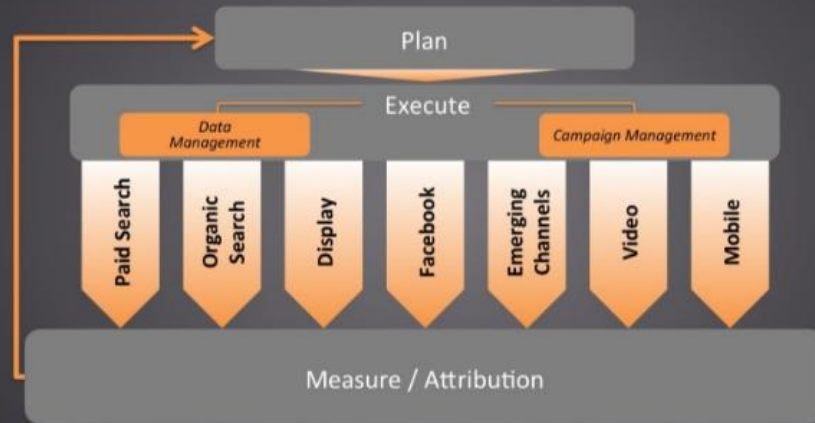 Plan
Execute
Data
Management
Campaign Management
Paid Search
Organic
Search
Display
Facebook
Emerging
Channels
Video
Mobile
Measure / Attribution